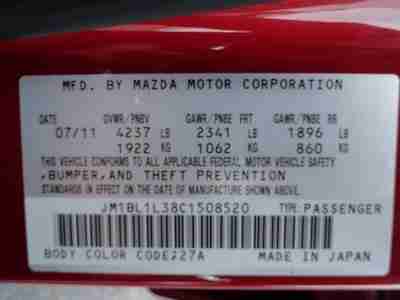 MFD. BY MAZDA MOTOR CORPORATION
DATE GVWR/PNBV GAWR/PNBE FRT GAWR/PNBE RR
07/11 4237 LB 2341 LB 1896 LB
1922 KG 1062 KG 860 KG
THIS VEHICLE CONFORMS TO ALL APPLICABLE FEDERAL MOTOR VEHICLE SAFETY
,BUMPER,AND THEFT PREVENTION
STANDARDS IN EFFECT ON DATE OF MANUFACTURE SHOWN ABOVE.
JM1BL1L38C1508520 TYPE:PASSENGER
BODY COLOR CODE:27A MADE IN JAPAN